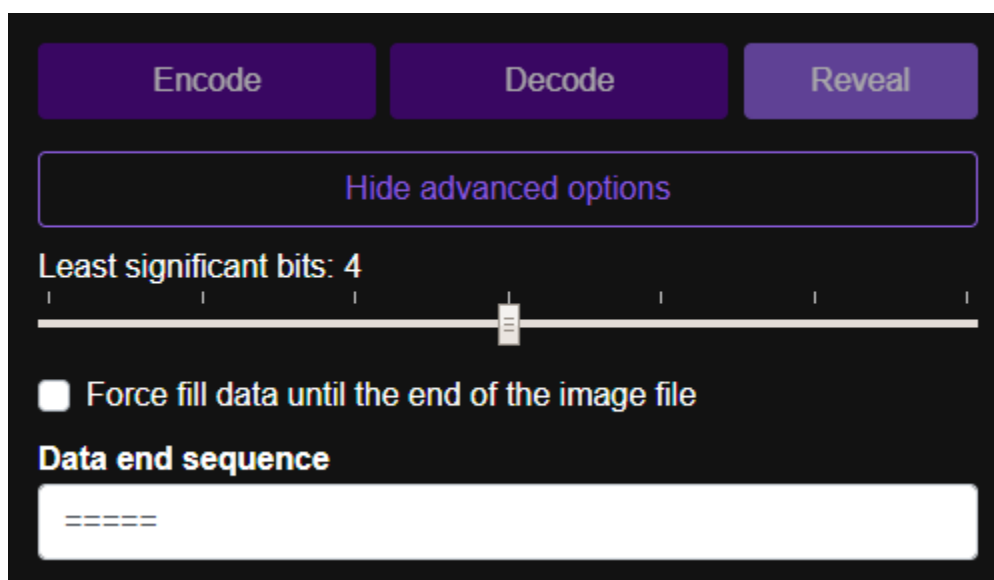 Encode Decode Reveal
Hide advanced options
Least significant bits: 4
Force fill data until the end of the image file
Data end sequence
=====